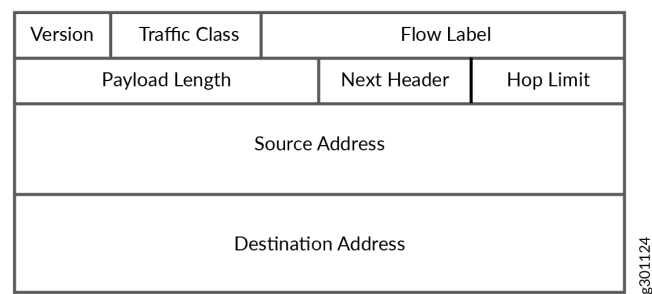 Version Traffic Class Flow Label
Payload Length Next Header Hop Limit
Source Address
Destination Address
g301124